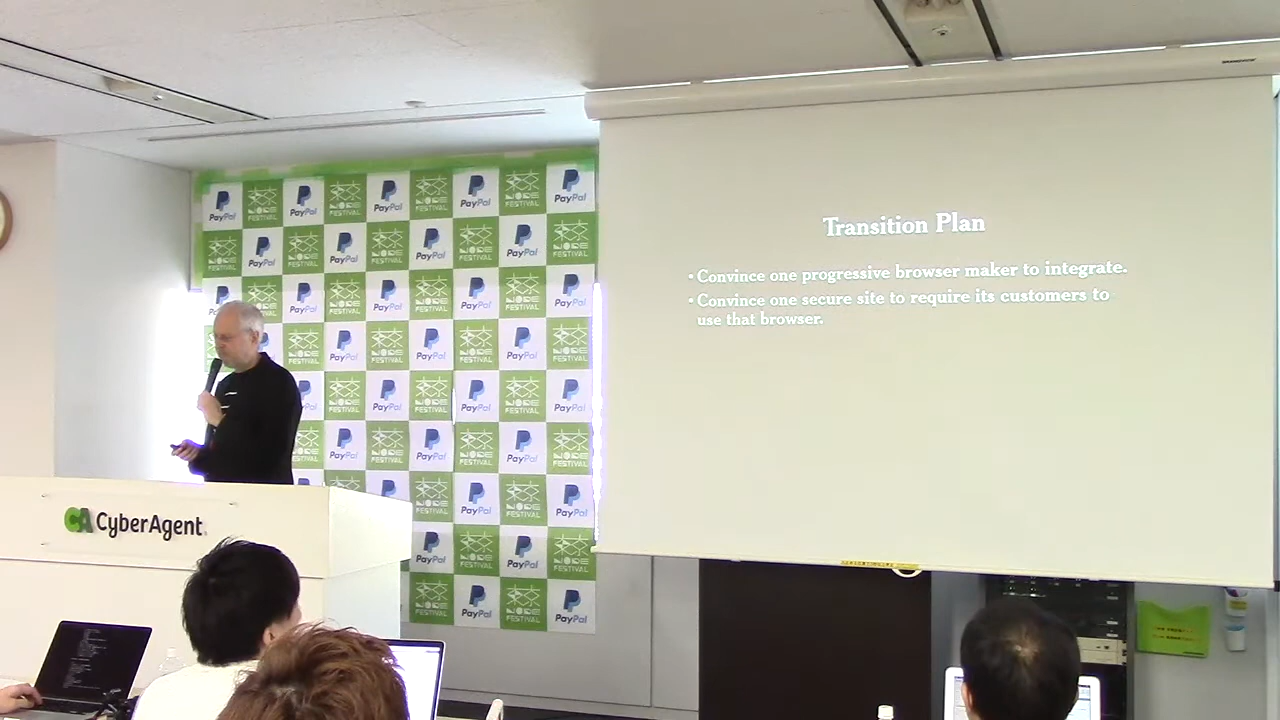 Transition Plan
• Convince one progressive browser maker to integrate.
• Convince one secure site to require its customers to
use that browser.
PayPal
NODE
FESTIVAL
CA CyberAgent